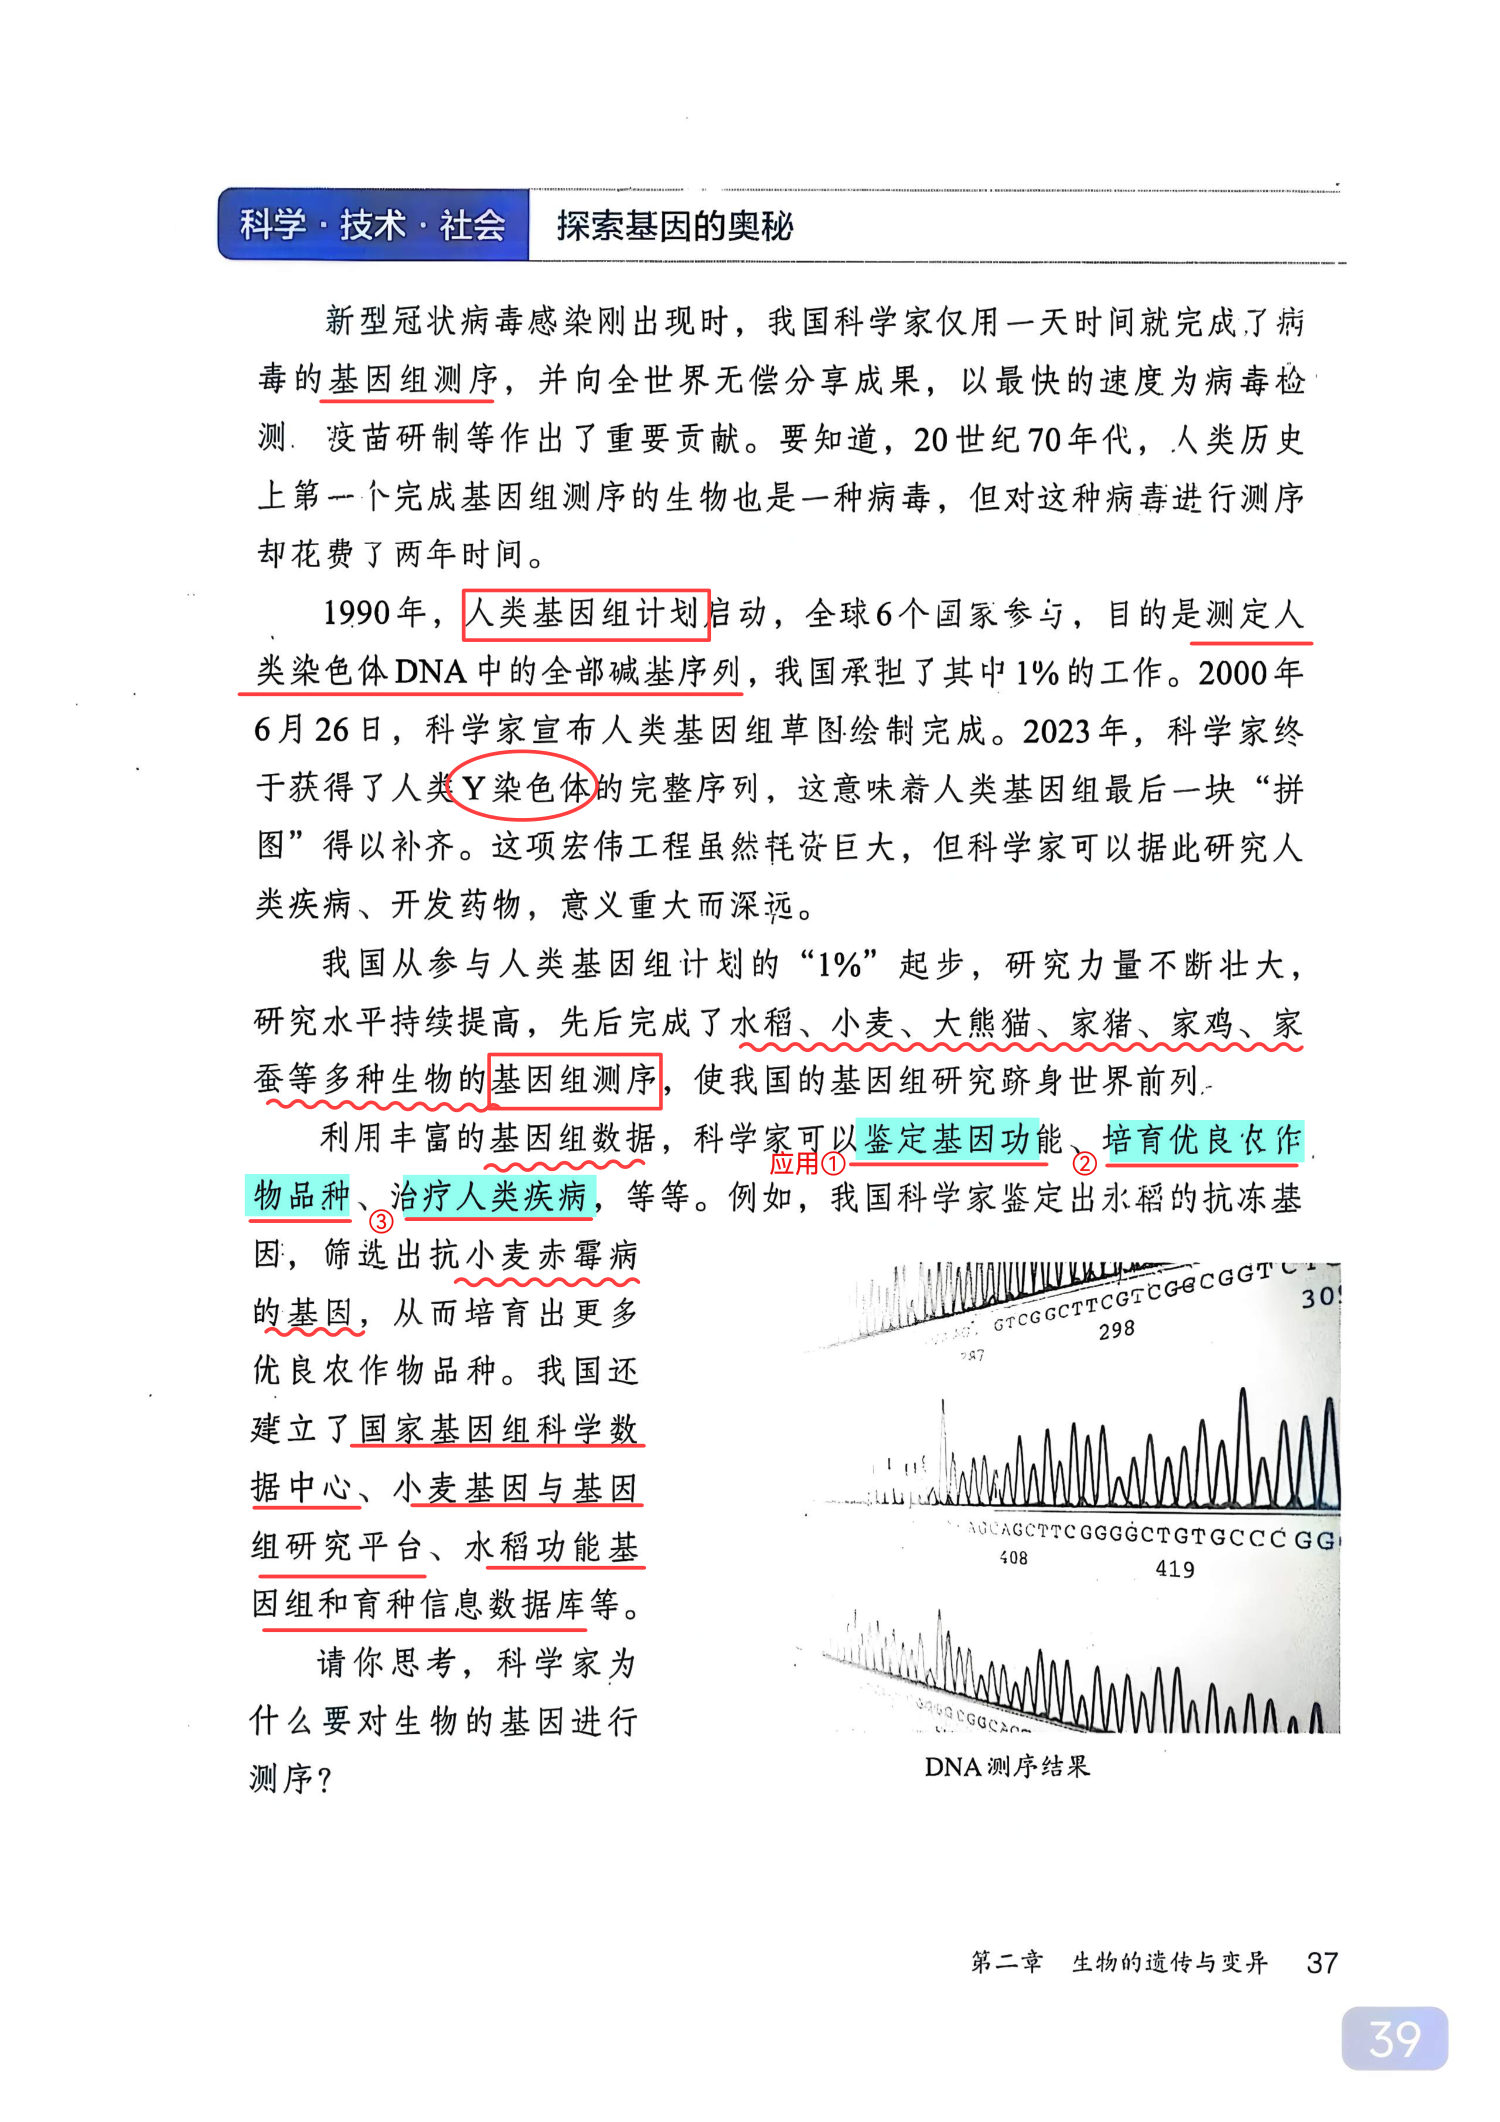 科学·技术·社会 探索基因的奥秘
新型冠状病毒感染刚出现时，我国科学家仅用一天时间就完成了病
毒的基因组测序，并向全世界无偿分享成果，以最快的速度为病毒检
测、疫苗研制等作出了重要贡献。要知道，20世纪70年代，人类历史
上第一个完成基因组测序的生物也是一种病毒，但对这种病毒进行测序
却花费了两年时间。
1990年，人类基因组计划启动，全球6个国家参与，目的是测定人
类染色体DNA中的全部碱基序列，我国承担了其中1%的工作。2000年
6月26日，科学家宣布人类基因组草图绘制完成。2023年，科学家终
于获得了人类Y染色体的完整序列，这意味着人类基因组最后一块“拼
图”得以补齐。这项宏伟工程虽然耗资巨大，但科学家可以据此研究人
类疾病、开发药物，意义重大而深远。
我国从参与人类基因组计划的“1%”起步，研究力量不断壮大，
研究水平持续提高，先后完成了水稻、小麦、大熊猫、家猪、家鸡、家
蚕等多种生物的基因组测序，使我国的基因组研究跻身世界前列。
利用丰富的基因组数据，科学家可以鉴定基因功能、培育优良农作
应用① ②
物品种、治疗人类疾病，等等。例如，我国科学家鉴定出水稻的抗冻基
③
因，筛选出抗小麦赤霉病
的基因，从而培育出更多
优良农作物品种。我国还
建立了国家基因组科学数
据中心、小麦基因与基因
组研究平台、水稻功能基
因组和育种信息数据库等。
请你思考，科学家为
什么要对生物的基因进行
测序？
GTCGGCTTCGTCGGCGGTCTC
298
AGCAGCTTCGGGGCTGTGCCCGGG
408 419
DNA测序结果
第二章 生物的遗传与变异 37
39